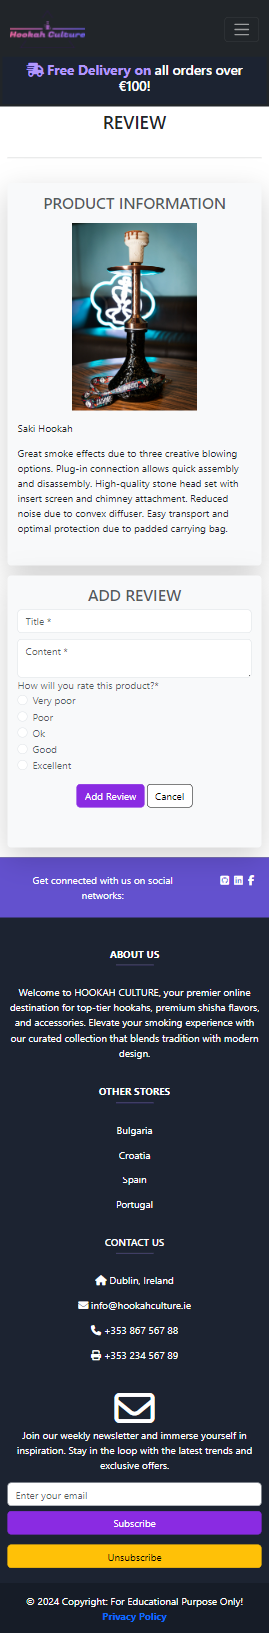 Hookah Culture
Free Delivery on all orders over
€100!
REVIEW
PRODUCT INFORMATION
Saki Hookah
Great smoke effects due to three creative blowing
options. Plug-in connection allows quick assembly
and disassembly. High-quality stone head set with
insert screen and chimney attachment. Reduced
noise due to convex diffuser. Easy transport and
optimal protection due to padded carrying bag.
ADD REVIEW
Title *
Content *
How will you rate this product?*
Very poor
Poor
Ok
Good
Excellent
Add Review Cancel
Get connected with us on social
networks:
ABOUT US
Welcome to HOOKAH CULTURE, your premier online
destination for top-tier hookahs, premium shisha flavors,
and accessories. Elevate your smoking experience with
our curated collection that blends tradition with modern
design.
OTHER STORES
Bulgaria
Croatia
Spain
Portugal
CONTACT US
Dublin, Ireland
info@hookahculture.ie
+353 867 567 88
+353 234 567 89
Join our weekly newsletter and immerse yourself in
inspiration. Stay in the loop with the latest trends and
exclusive offers.
Enter your email
Subscribe
Unsubscribe
© 2024 Copyright: For Educational Purpose Only!
Privacy Policy